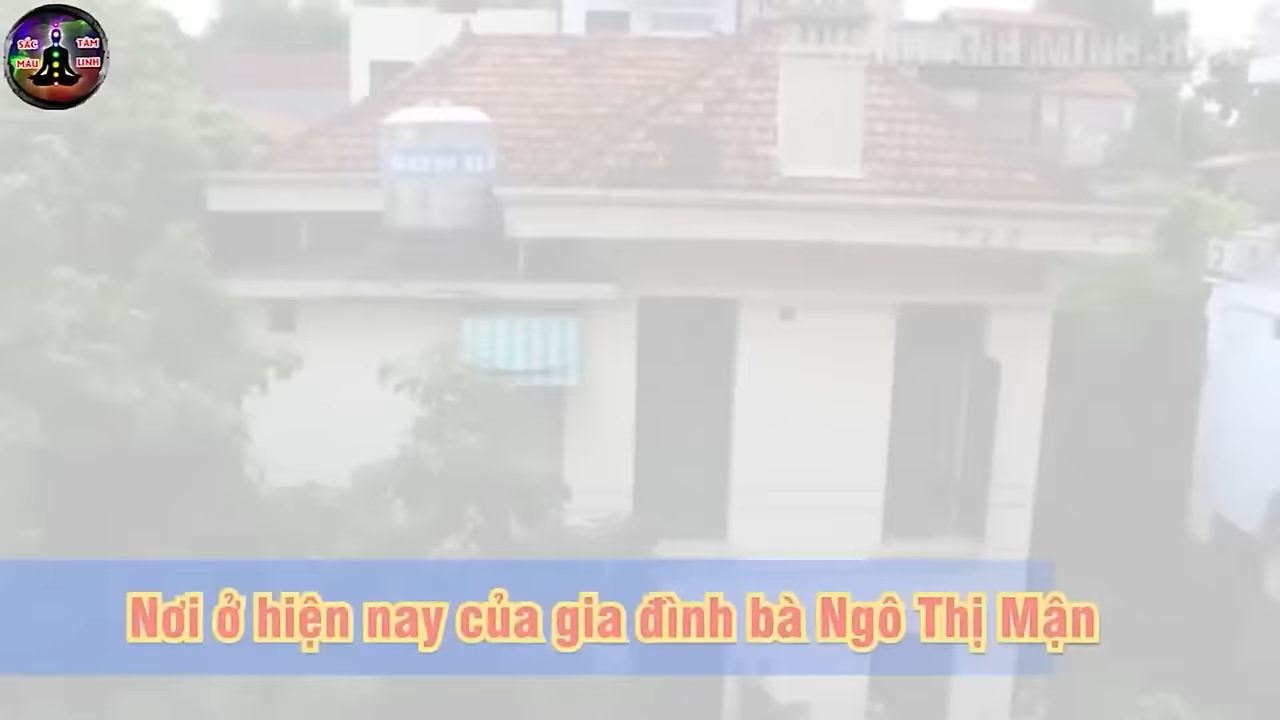 SẮC TÂM
MÀU LINH
Nơi ở hiện nay của gia đình bà Ngô Thị Mận